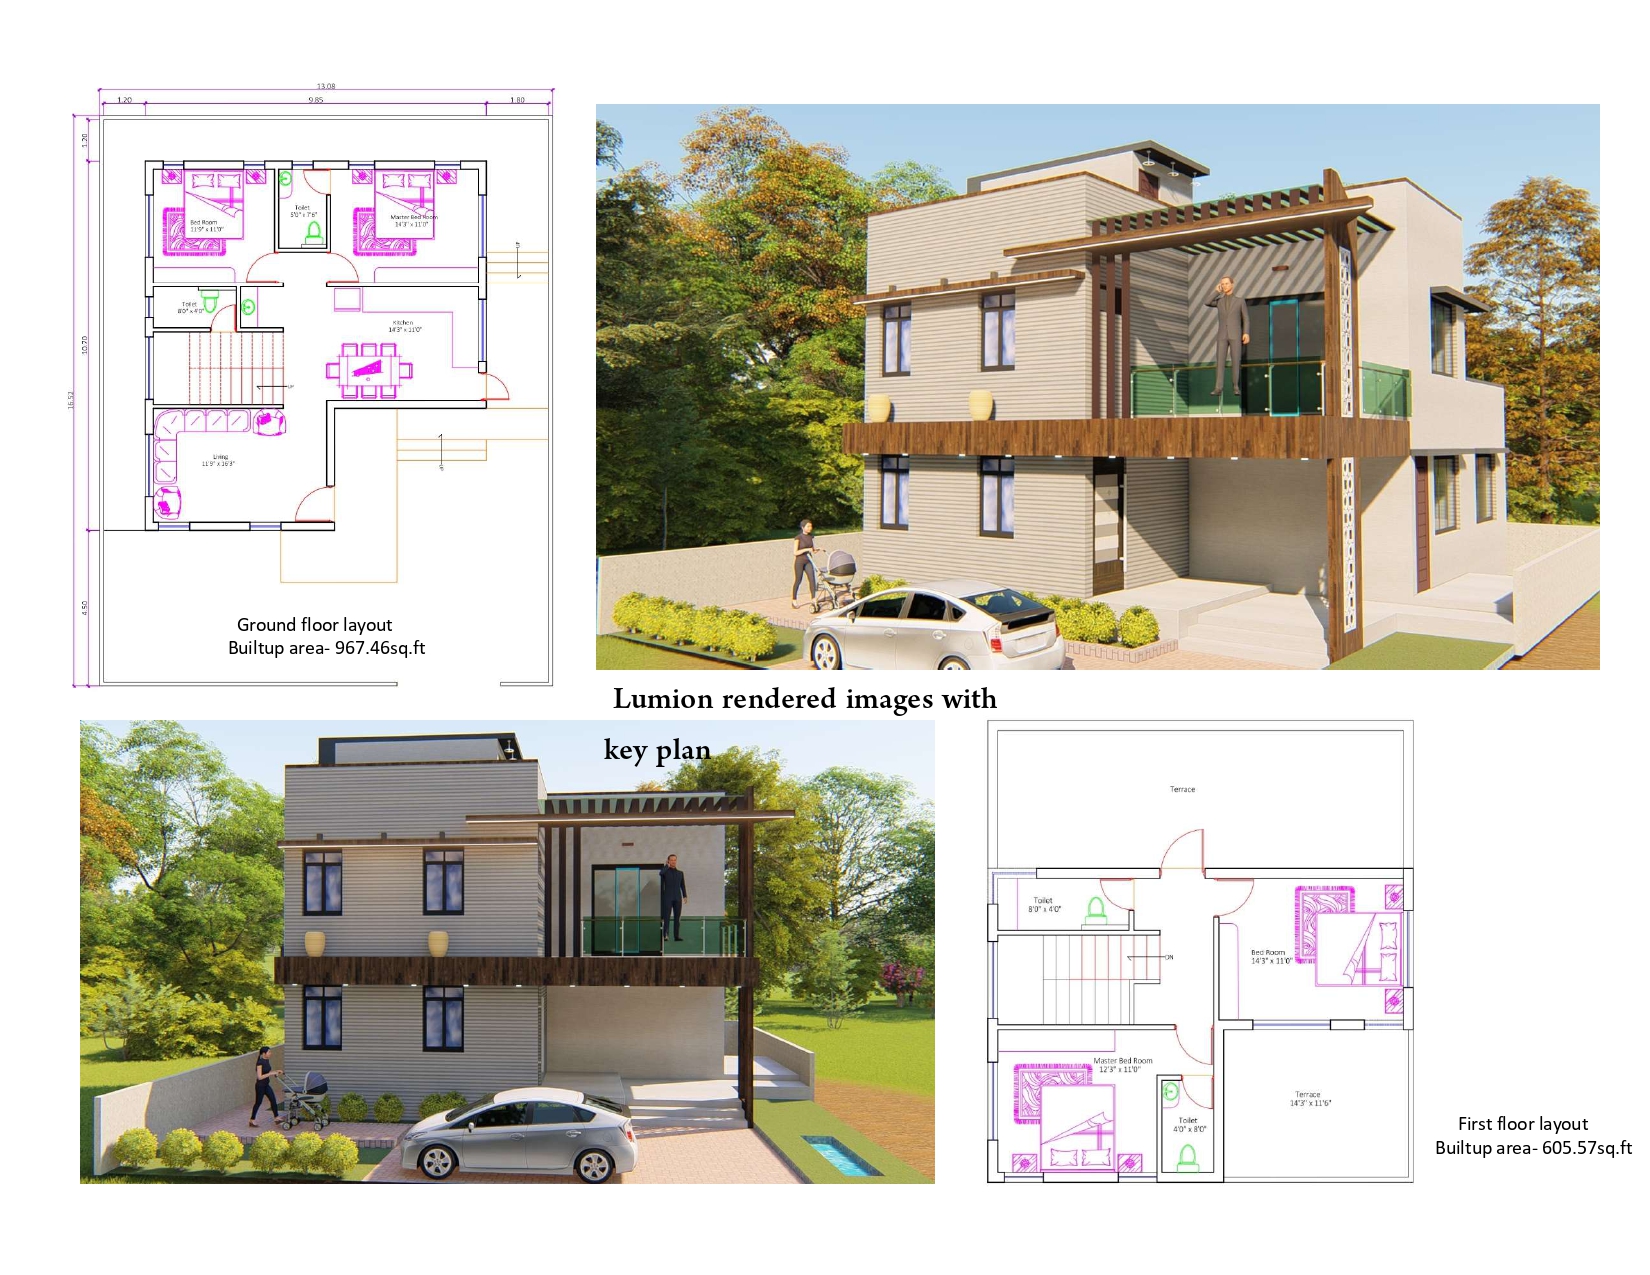 13.08
1.20
9.85
1.80
1.20
10.70
16.52
4.50
Bed Room
11'9" x 11'0"
Toilet
5'0" x 7'6"
Master Bed Room
14'3" x 11'0"
UP
Toilet
8'0" x 4'0"
Kitchen
14'3" x 11'0"
UP
Living
11'9" x 16'3"
UP
Ground floor layout
Builtup area- 967.46sq.ft
Lumion rendered images with
key plan
Terrace
Toilet
8'0" x 4'0"
DN
Bed Room
14'3" x 11'0"
Master Bed Room
12'3" x 11'0"
Toilet
4'0" x 8'0"
Terrace
14'3" x 11'6"
First floor layout
Builtup area- 605.57sq.ft